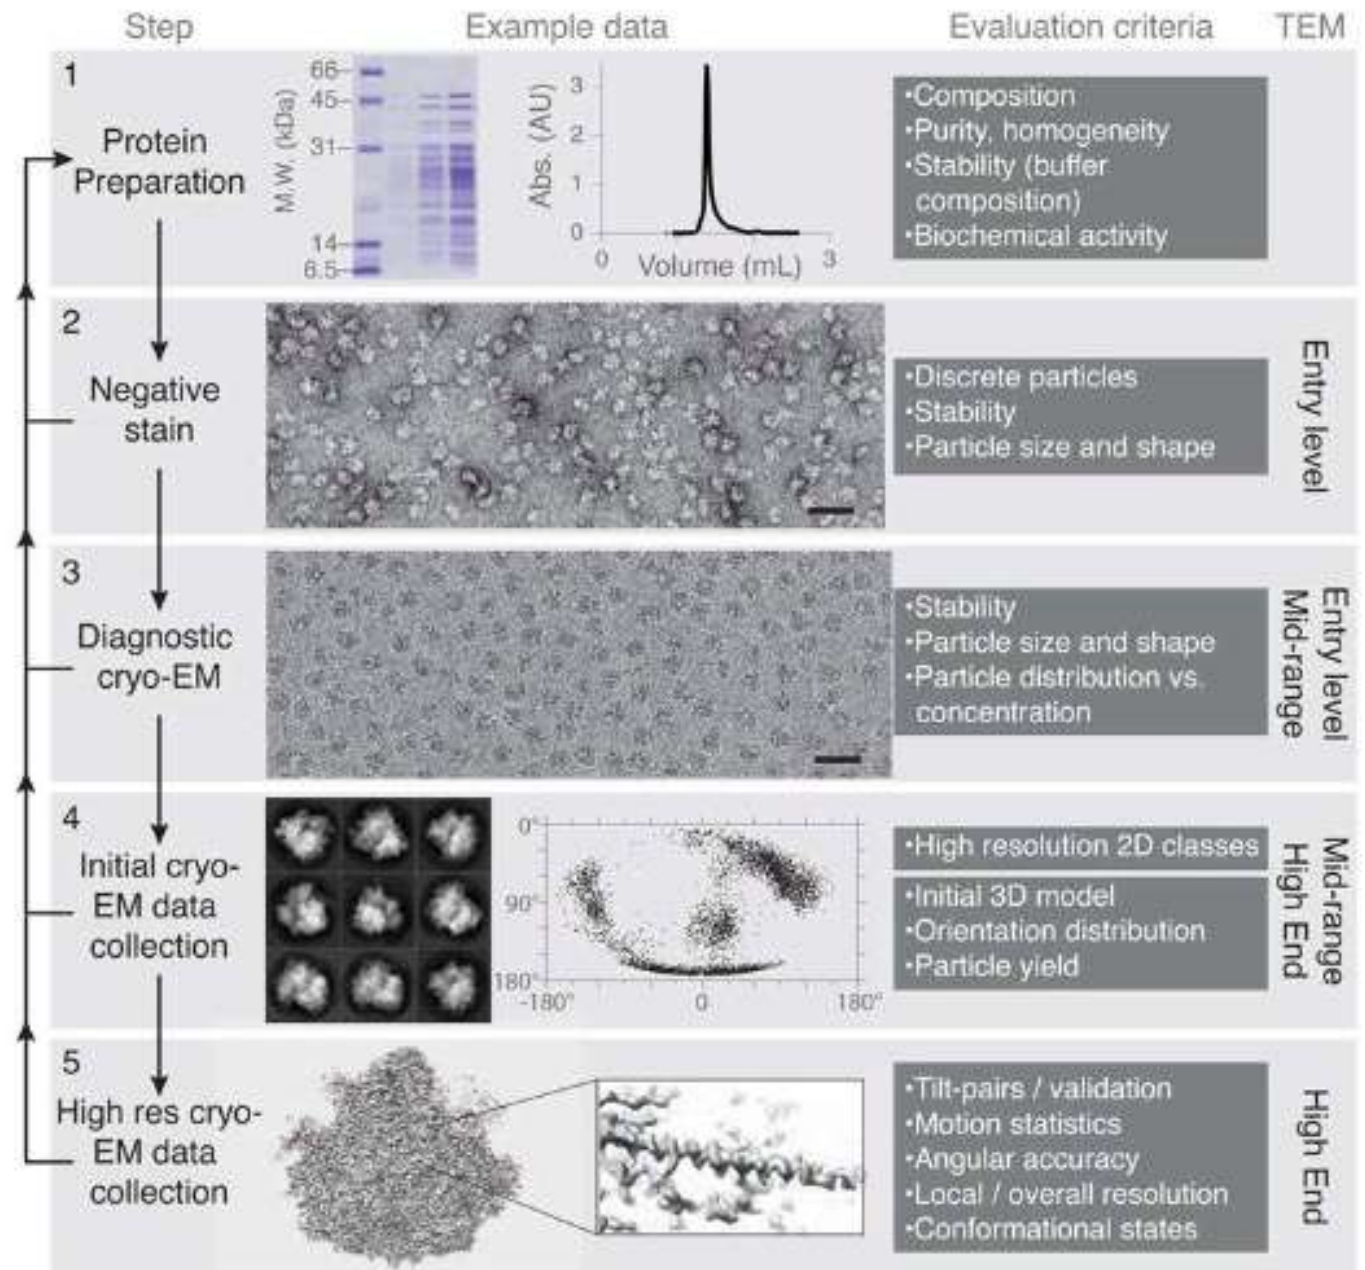 Step Example data Evaluation criteria TEM
1
Protein
Preparation
M.W. (kDa)
66
45
31
14
6.5
Abs. (AU)
3
2
1
0
0 3
Volume (mL)
•Composition
•Purity, homogeneity
•Stability (buffer
composition)
•Biochemical activity
2
Negative
stain
•Discrete particles
•Stability
•Particle size and shape
Entry level
3
Diagnostic
cryo-EM
•Stability
•Particle size and shape
•Particle distribution vs.
concentration
Entry level
Mid-range
4
Initial cryo-
EM data
collection
0°
90°
180°
-180° 0 180°
•High resolution 2D classes
•Initial 3D model
•Orientation distribution
•Particle yield
Mid-range
High End
5
High res cryo-
EM data
collection
•Tilt-pairs / validation
•Motion statistics
•Angular accuracy
•Local / overall resolution
•Conformational states
High End